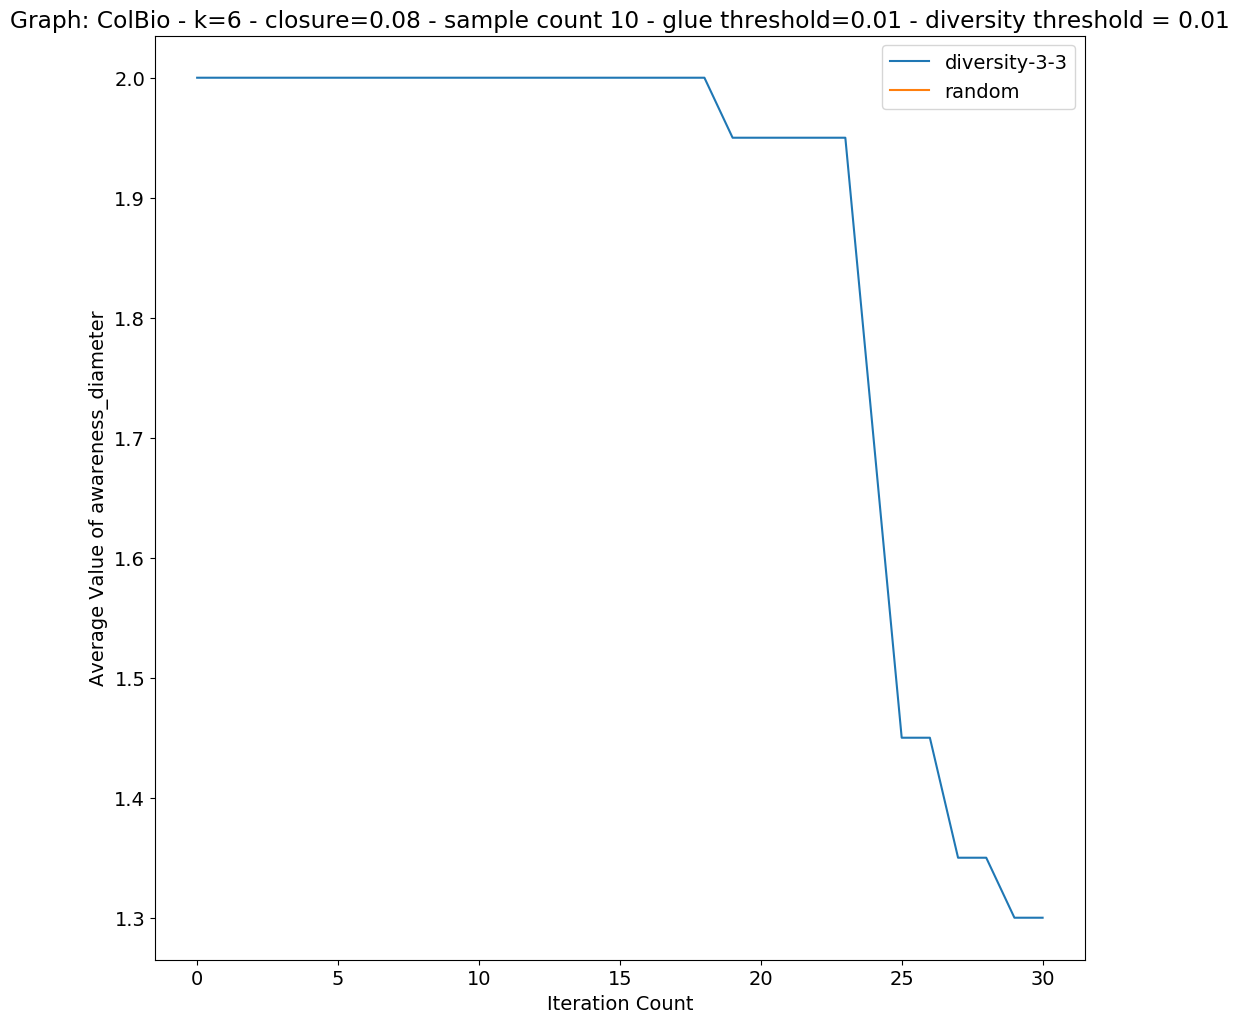 Graph: ColBio - k=6 - closure=0.08 - sample count 10 - glue threshold=0.01 - diversity threshold = 0.01
diversity-3-3
random
2.0
1.9
1.8
1.7
1.6
1.5
1.4
1.3
Average Value of awareness_diameter
0 5 10 15 20 25 30
Iteration Count